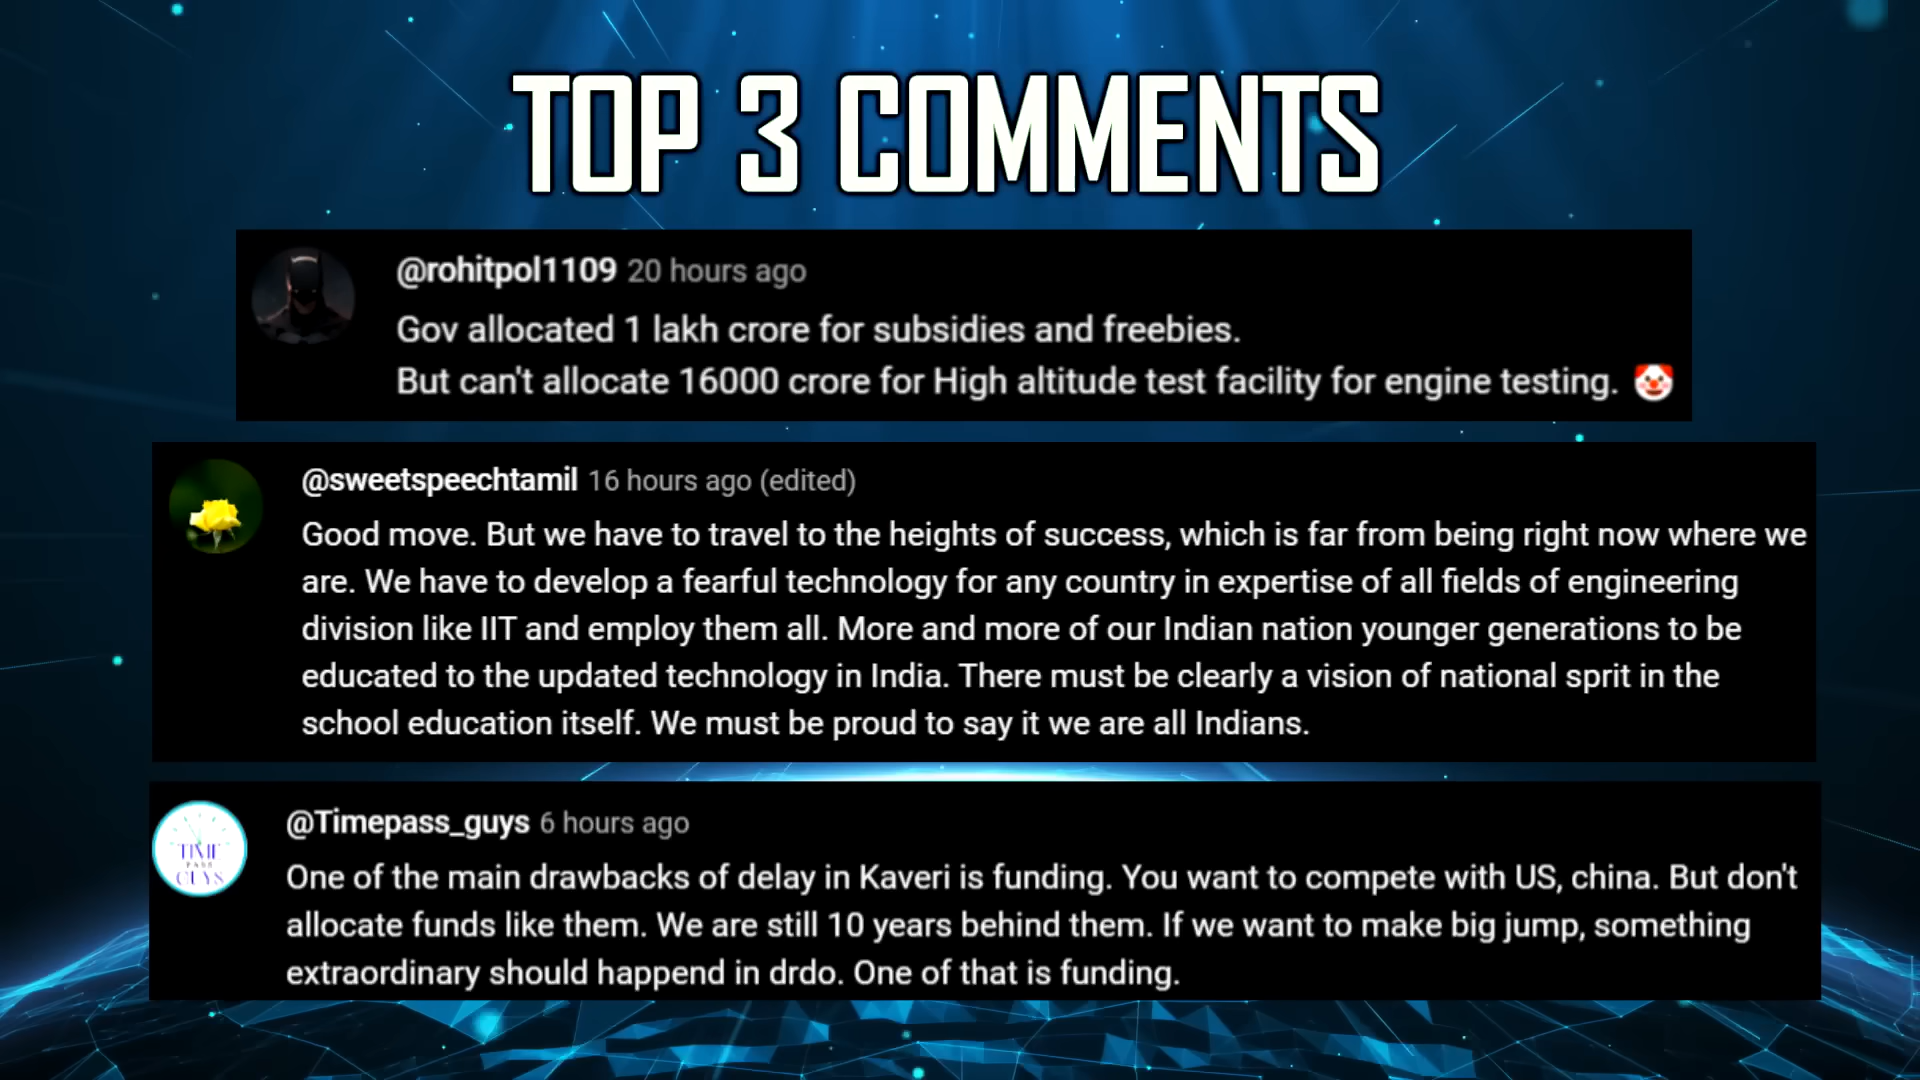 TOP 3 COMMENTS
@rohitpol1109 20 hours ago
Gov allocated 1 lakh crore for subsidies and freebies.
But can't allocate 16000 crore for High altitude test facility for engine testing. 🤡
@sweetspeechtamil 16 hours ago (edited)
Good move. But we have to travel to the heights of success, which is far from being right now where we
are. We have to develop a fearful technology for any country in expertise of all fields of engineering
division like IIT and employ them all. More and more of our Indian nation younger generations to be
educated to the updated technology in India. There must be clearly a vision of national sprit in the
school education itself. We must be proud to say it we are all Indians.
TIME
PASS
GUYS
@Timepass_guys 6 hours ago
One of the main drawbacks of delay in Kaveri is funding. You want to compete with US, china. But don't
allocate funds like them. We are still 10 years behind them. If we want to make big jump, something
extraordinary should happend in drdo. One of that is funding.